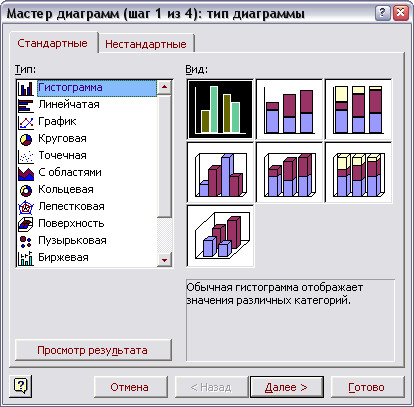 Мастер диаграмм (шаг 1 из 4): тип диаграммы
Стандартные
Нестандартные
Тип:
Вид:
Гистограмма
Линейчатая
График
Круговая
Точечная
С областями
Кольцевая
Лепестковая
Поверхность
Пузырьковая
Биржевая
Обычная гистограмма отображает
значения различных категорий.
Просмотр результата
Отмена
< Назад
Далее >
Готово